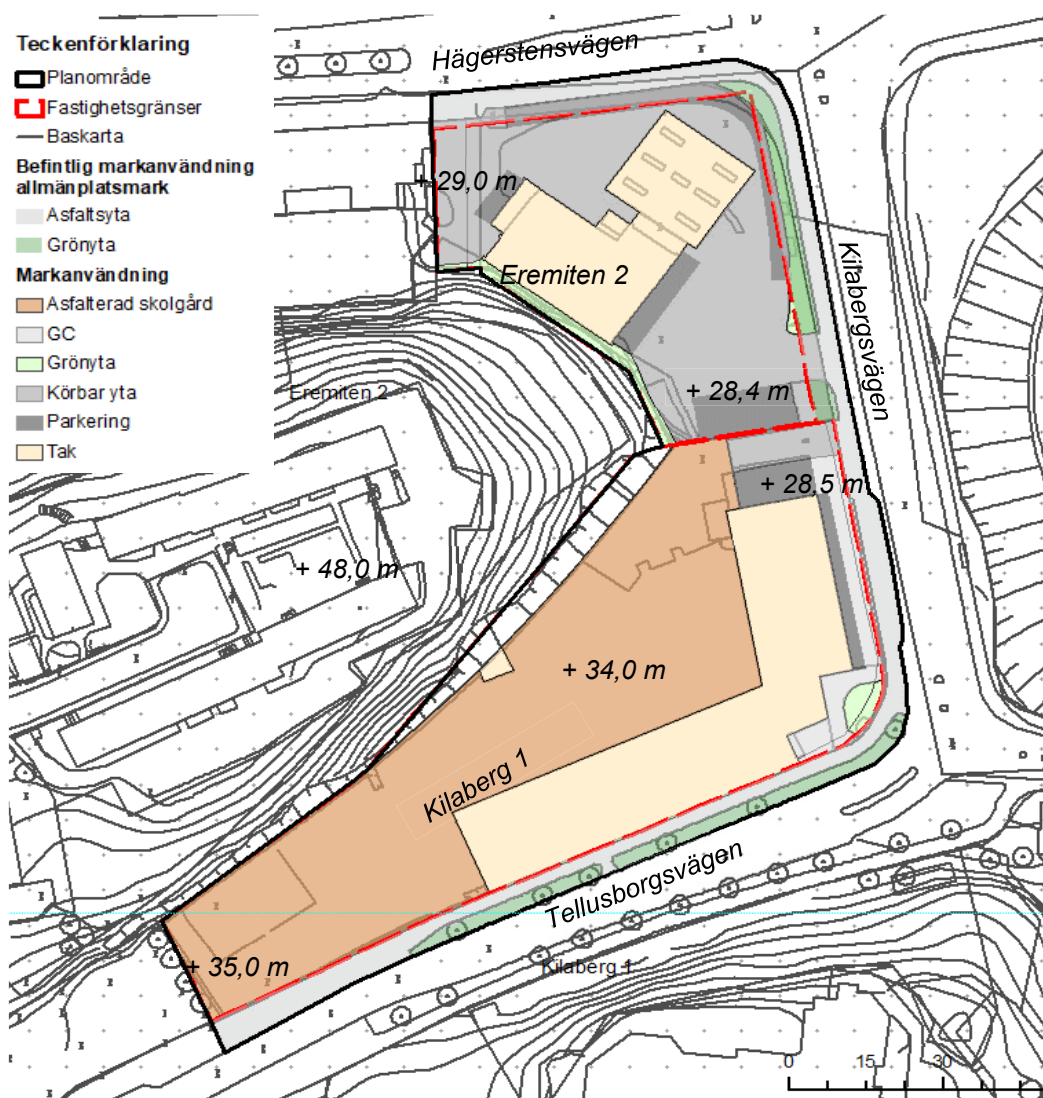 Teckenförklaring
Planområde
Fastighetsgränser
Baskarta
Befintlig markanvändning
allmänplatsmark
Asfaltsyta
Grönyta
Markanvändning
Asfalterad skolgård
GC
Grönyta
Körbar yta
Parkering
Tak
Hägerstensvägen
+ 29,0 m
Eremiten 2
Kilabergsvägen
Eremiten 2
+ 28,4 m
+ 28,5 m
+ 48,0 m
+ 34,0 m
Kilaberg 1
Tellusborgsvägen
+ 35,0 m
Kilaberg 1
0 15 30